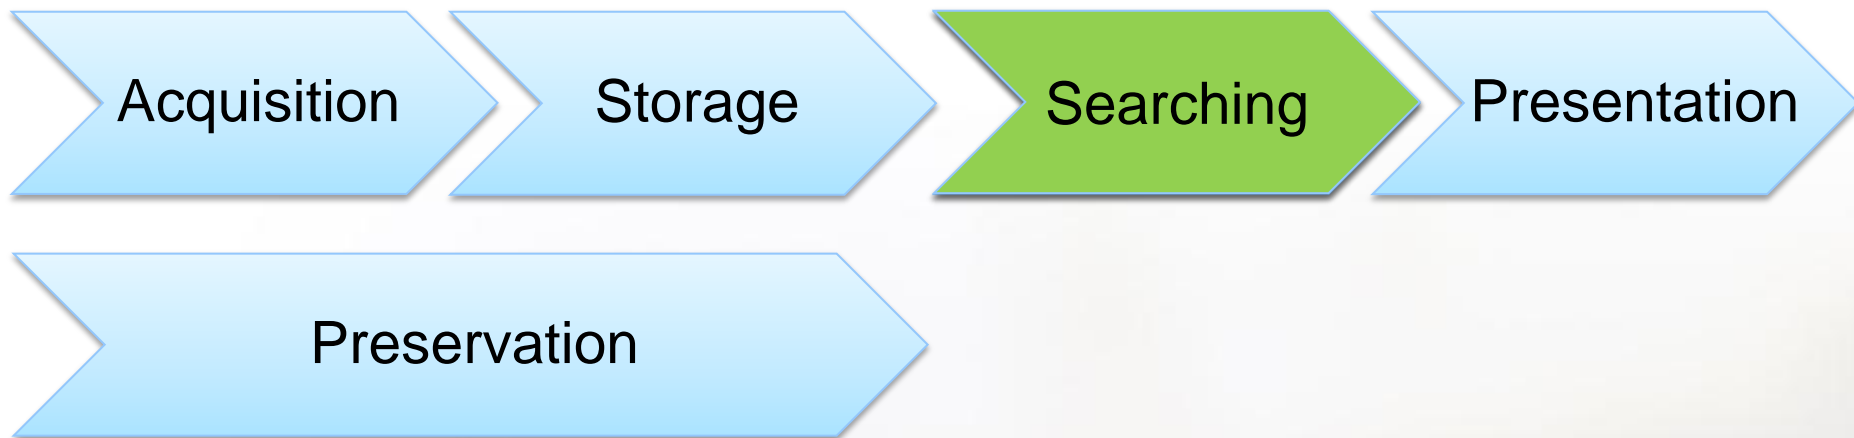 Acquisition
Storage
Searching
Presentation
Preservation